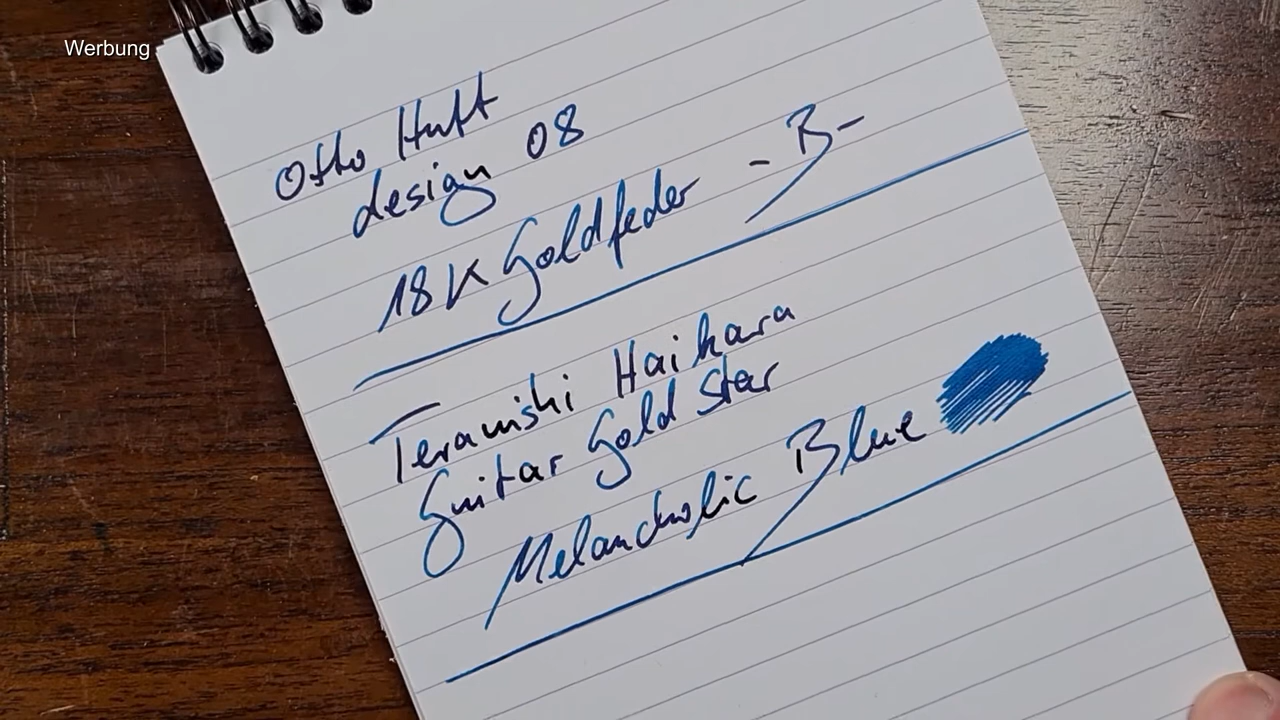 Werbung
Otto Hutt
design 08
18K Goldfeder - B -
Teranishi Haikara
Guitar Gold Star
Melancholic Blue